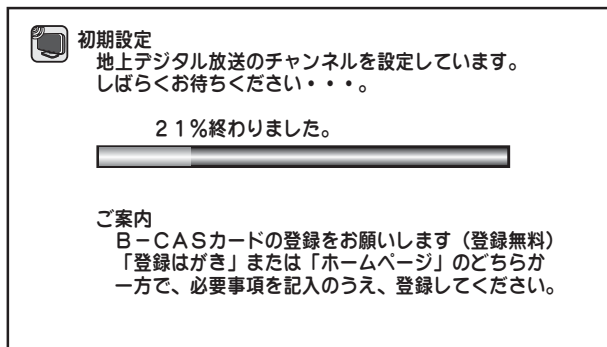 初期設定
地上デジタル放送のチャンネルを設定しています。
しばらくお待ちください・・・。
２１%終わりました。
ご案内
Ｂ－ＣＡＳカードの登録をお願いします（登録無料）
「登録はがき」または「ホームページ」のどちらか
一方で、必要事項を記入のうえ、登録してください。